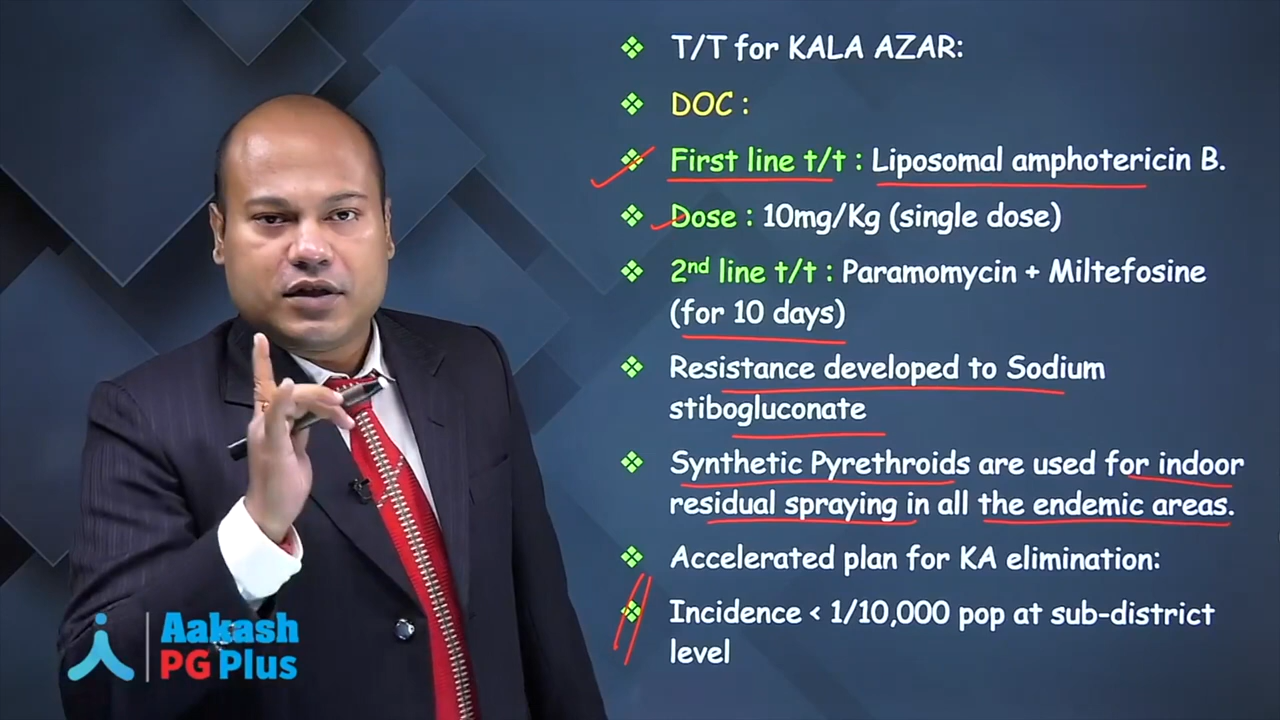 T/T for KALA AZAR:
DOC :
First line t/t : Liposomal amphotericin B.
Dose : 10mg/Kg (single dose)
2nd line t/t : Paramomycin + Miltefosine
(for 10 days)
Resistance developed to Sodium
stibogluconate
Synthetic Pyrethroids are used for indoor
residual spraying in all the endemic areas.
Accelerated plan for KA elimination:
Incidence < 1/10,000 pop at sub-district
level
Aakash
PG Plus